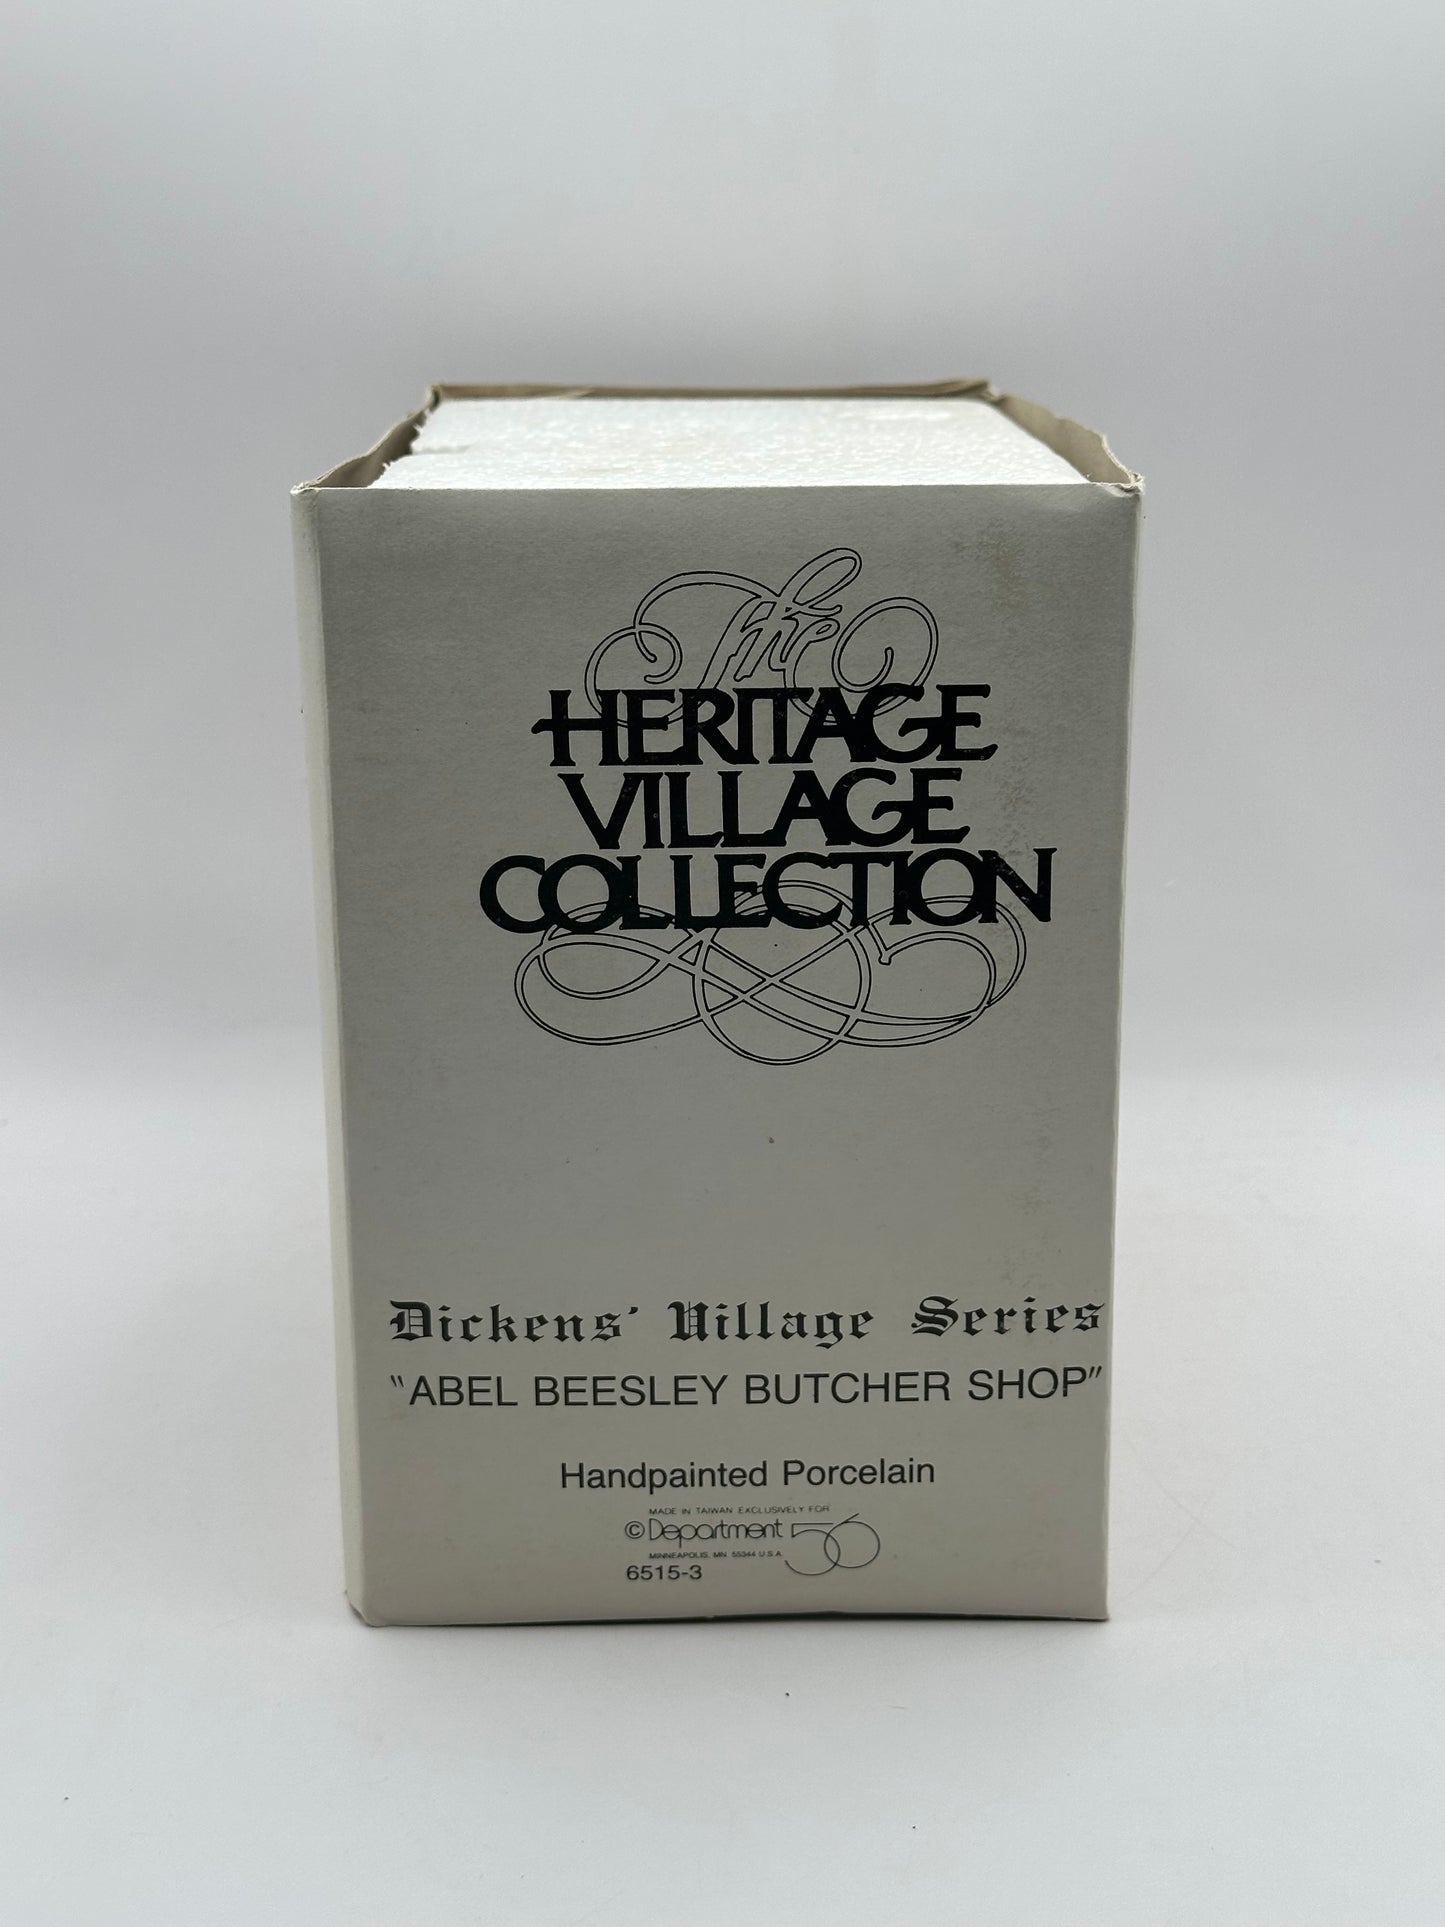 The
HERITAGE
VILLAGE
COLLECTION
Dickens' Village Series
"ABEL BEESLEY BUTCHER SHOP"
Handpainted Porcelain
MADE IN TAIWAN EXCLUSIVELY FOR
© Department 56
MINNEAPOLIS, MN 55344 U.S.A.
6515-3